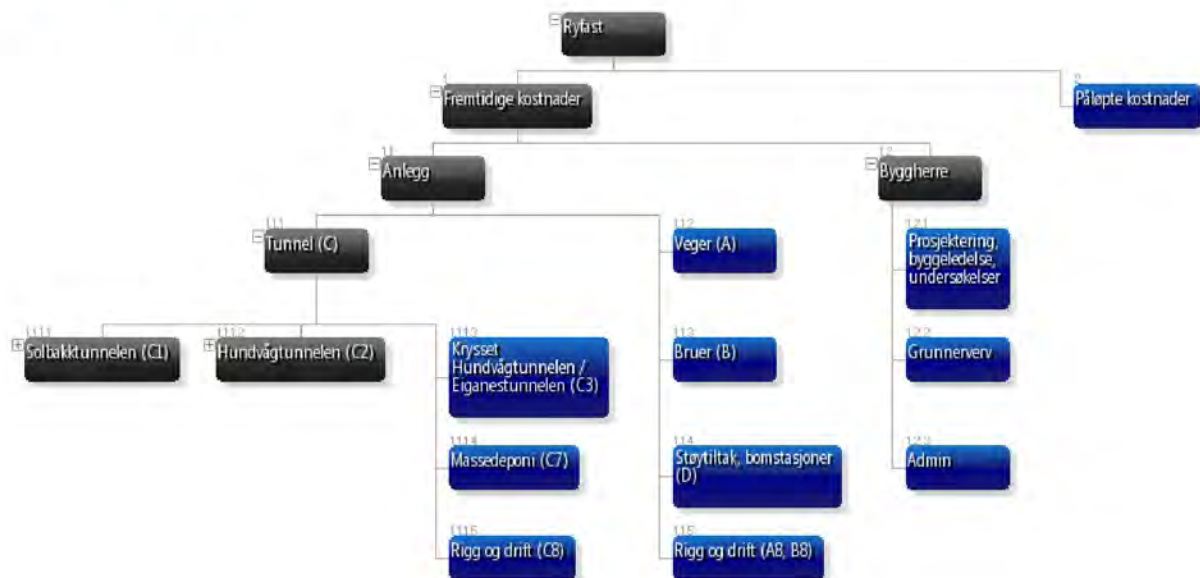 Ryfast
1
Fremtidige kostnader
2
Påløpte kostnader
11
Anlegg
12
Byggherre
111
Tunnel (C)
112
Veger (A)
121
Prosjektering,
byggeledelse,
undersøkelser
1111
Solbakktunnelen (C1)
1112
Hundvågtunnelen (C2)
1113
Krysset
Hundvågtunnelen /
Eiganestunnelen (C3)
113
Bruer (B)
122
Grunnerverv
1114
Massedeponi (C7)
114
Støytiltak, bomstasjoner
(D)
123
Admin
1115
Rigg og drift (C8)
115
Rigg og drift (A8, B8)